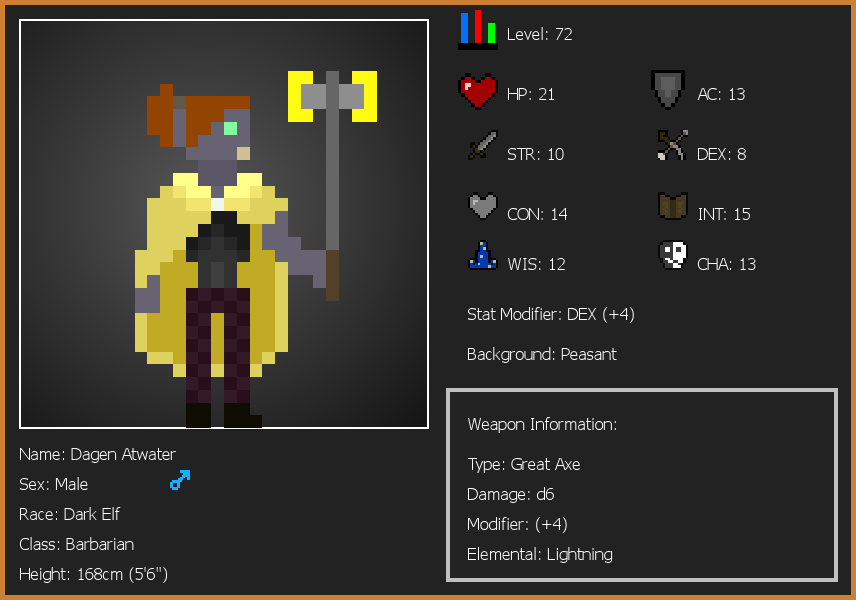 Level: 72
HP: 21
AC: 13
STR: 10
DEX: 8
CON: 14
INT: 15
WIS: 12
CHA: 13
Stat Modifier: DEX (+4)
Background: Peasant
Weapon Information:
Type: Great Axe
Damage: d6
Modifier: (+4)
Elemental: Lightning
Name: Dagen Atwater
Sex: Male
Race: Dark Elf
Class: Barbarian
Height: 168cm (5'6")